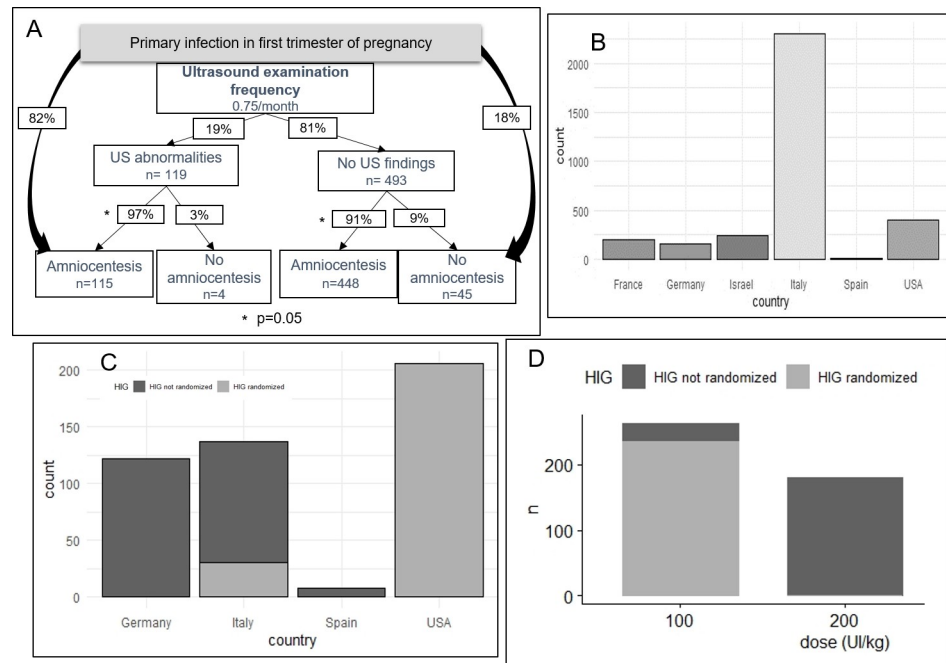 A
Primary infection in first trimester of pregnancy
Ultrasound examination
frequency
0.75/month
82%
18%
19%
81%
US abnormalities
n= 119
No US findings
n= 493
* 97%
3%
* 91%
9%
Amniocentesis
n=115
No
amniocentesis
n=4
Amniocentesis
n=448
No
amniocentesis
n=45
* p=0.05
B
2000
1500
1000
500
0
count
France Germany Israel Italy Spain USA
country
C
HIG HIG not randomized HIG randomized
200
150
100
50
0
count
Germany Italy Spain USA
country
D
HIG HIG not randomized HIG randomized
200
100
0
n
100 200
dose (UI/kg)